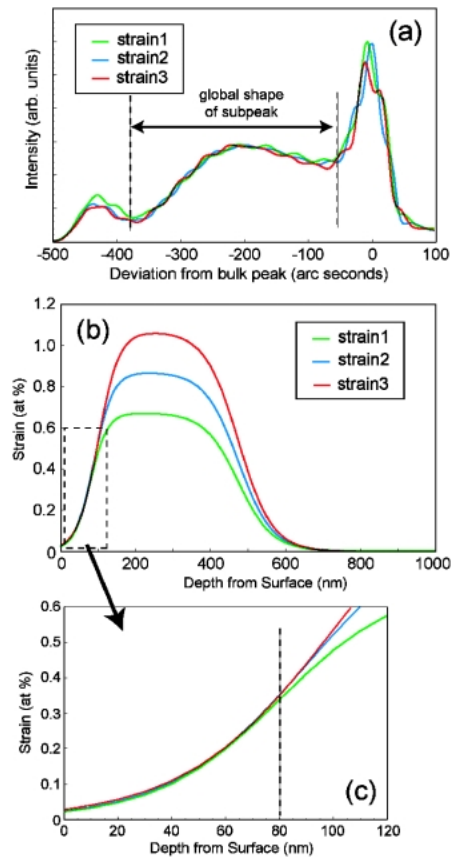 (a)
strain1
strain2
strain3
global shape
of subpeak
Intensity (arb. units)
-500 -400 -300 -200 -100 0 100
Deviation from bulk peak (arc seconds)
(b)
strain1
strain2
strain3
1.2
1.0
0.8
0.6
0.4
0.2
0
Strain (at %)
0 200 400 600 800 1000
Depth from Surface (nm)
0.6
0.5
0.4
0.3
0.2
0.1
0
Strain (at %)
(c)
0 20 40 60 80 100 120
Depth from Surface (nm)